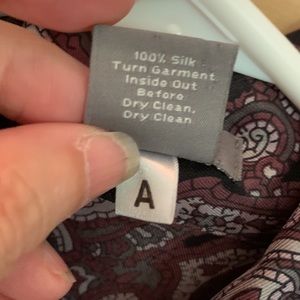 100% Silk
Turn Garment
Inside Out
Before
Dry Clean,
Dry Clean
A